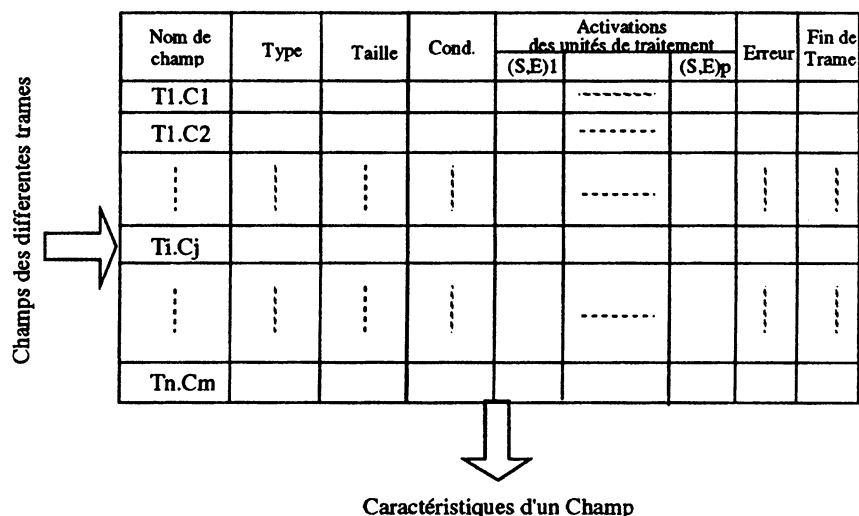 Champs des differentes trames
Nom de champ
Type
Taille
Cond.
Activations
des unités de traitement
(S,E)1
(S,E)p
Erreur
Fin de Trame
T1.C1
T1.C2
Ti.Cj
Tn.Cm
Caractéristiques d'un Champ